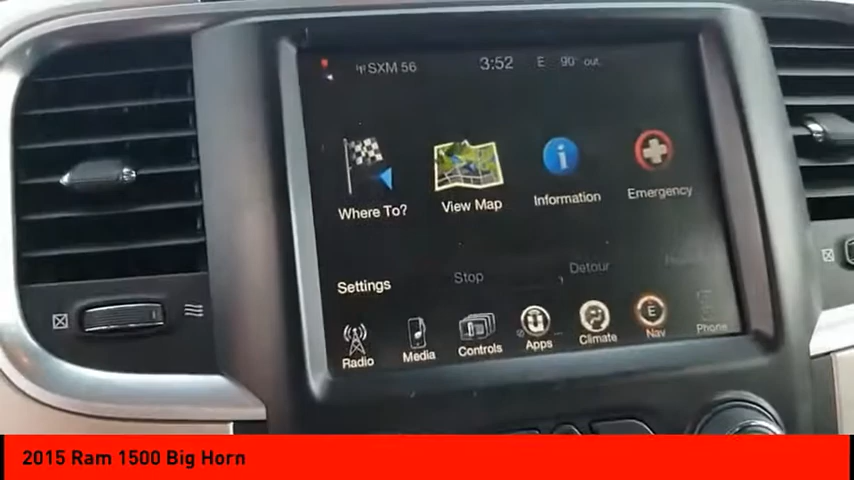 SXM 56 3:52 E 90° out.
Where To? View Map Information Emergency
Settings Stop Detour
Radio Media Controls Apps Climate Nav Phone
2015 Ram 1500 Big Horn